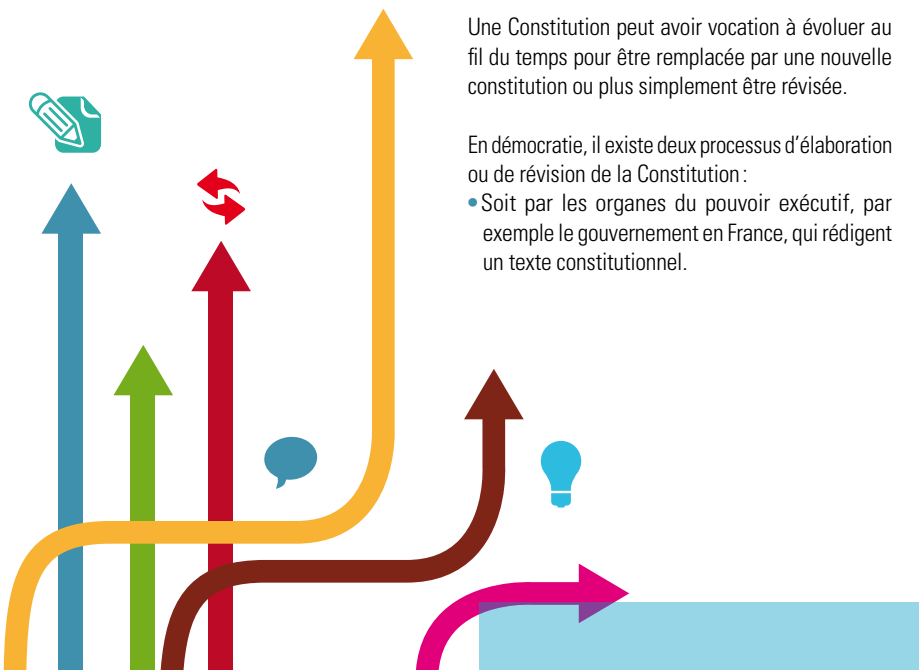 Une Constitution peut avoir vocation à évoluer au
fil du temps pour être remplacée par une nouvelle
constitution ou plus simplement être révisée.
En démocratie, il existe deux processus d'élaboration
ou de révision de la Constitution :
• Soit par les organes du pouvoir exécutif, par
exemple le gouvernement en France, qui rédigent
un texte constitutionnel.